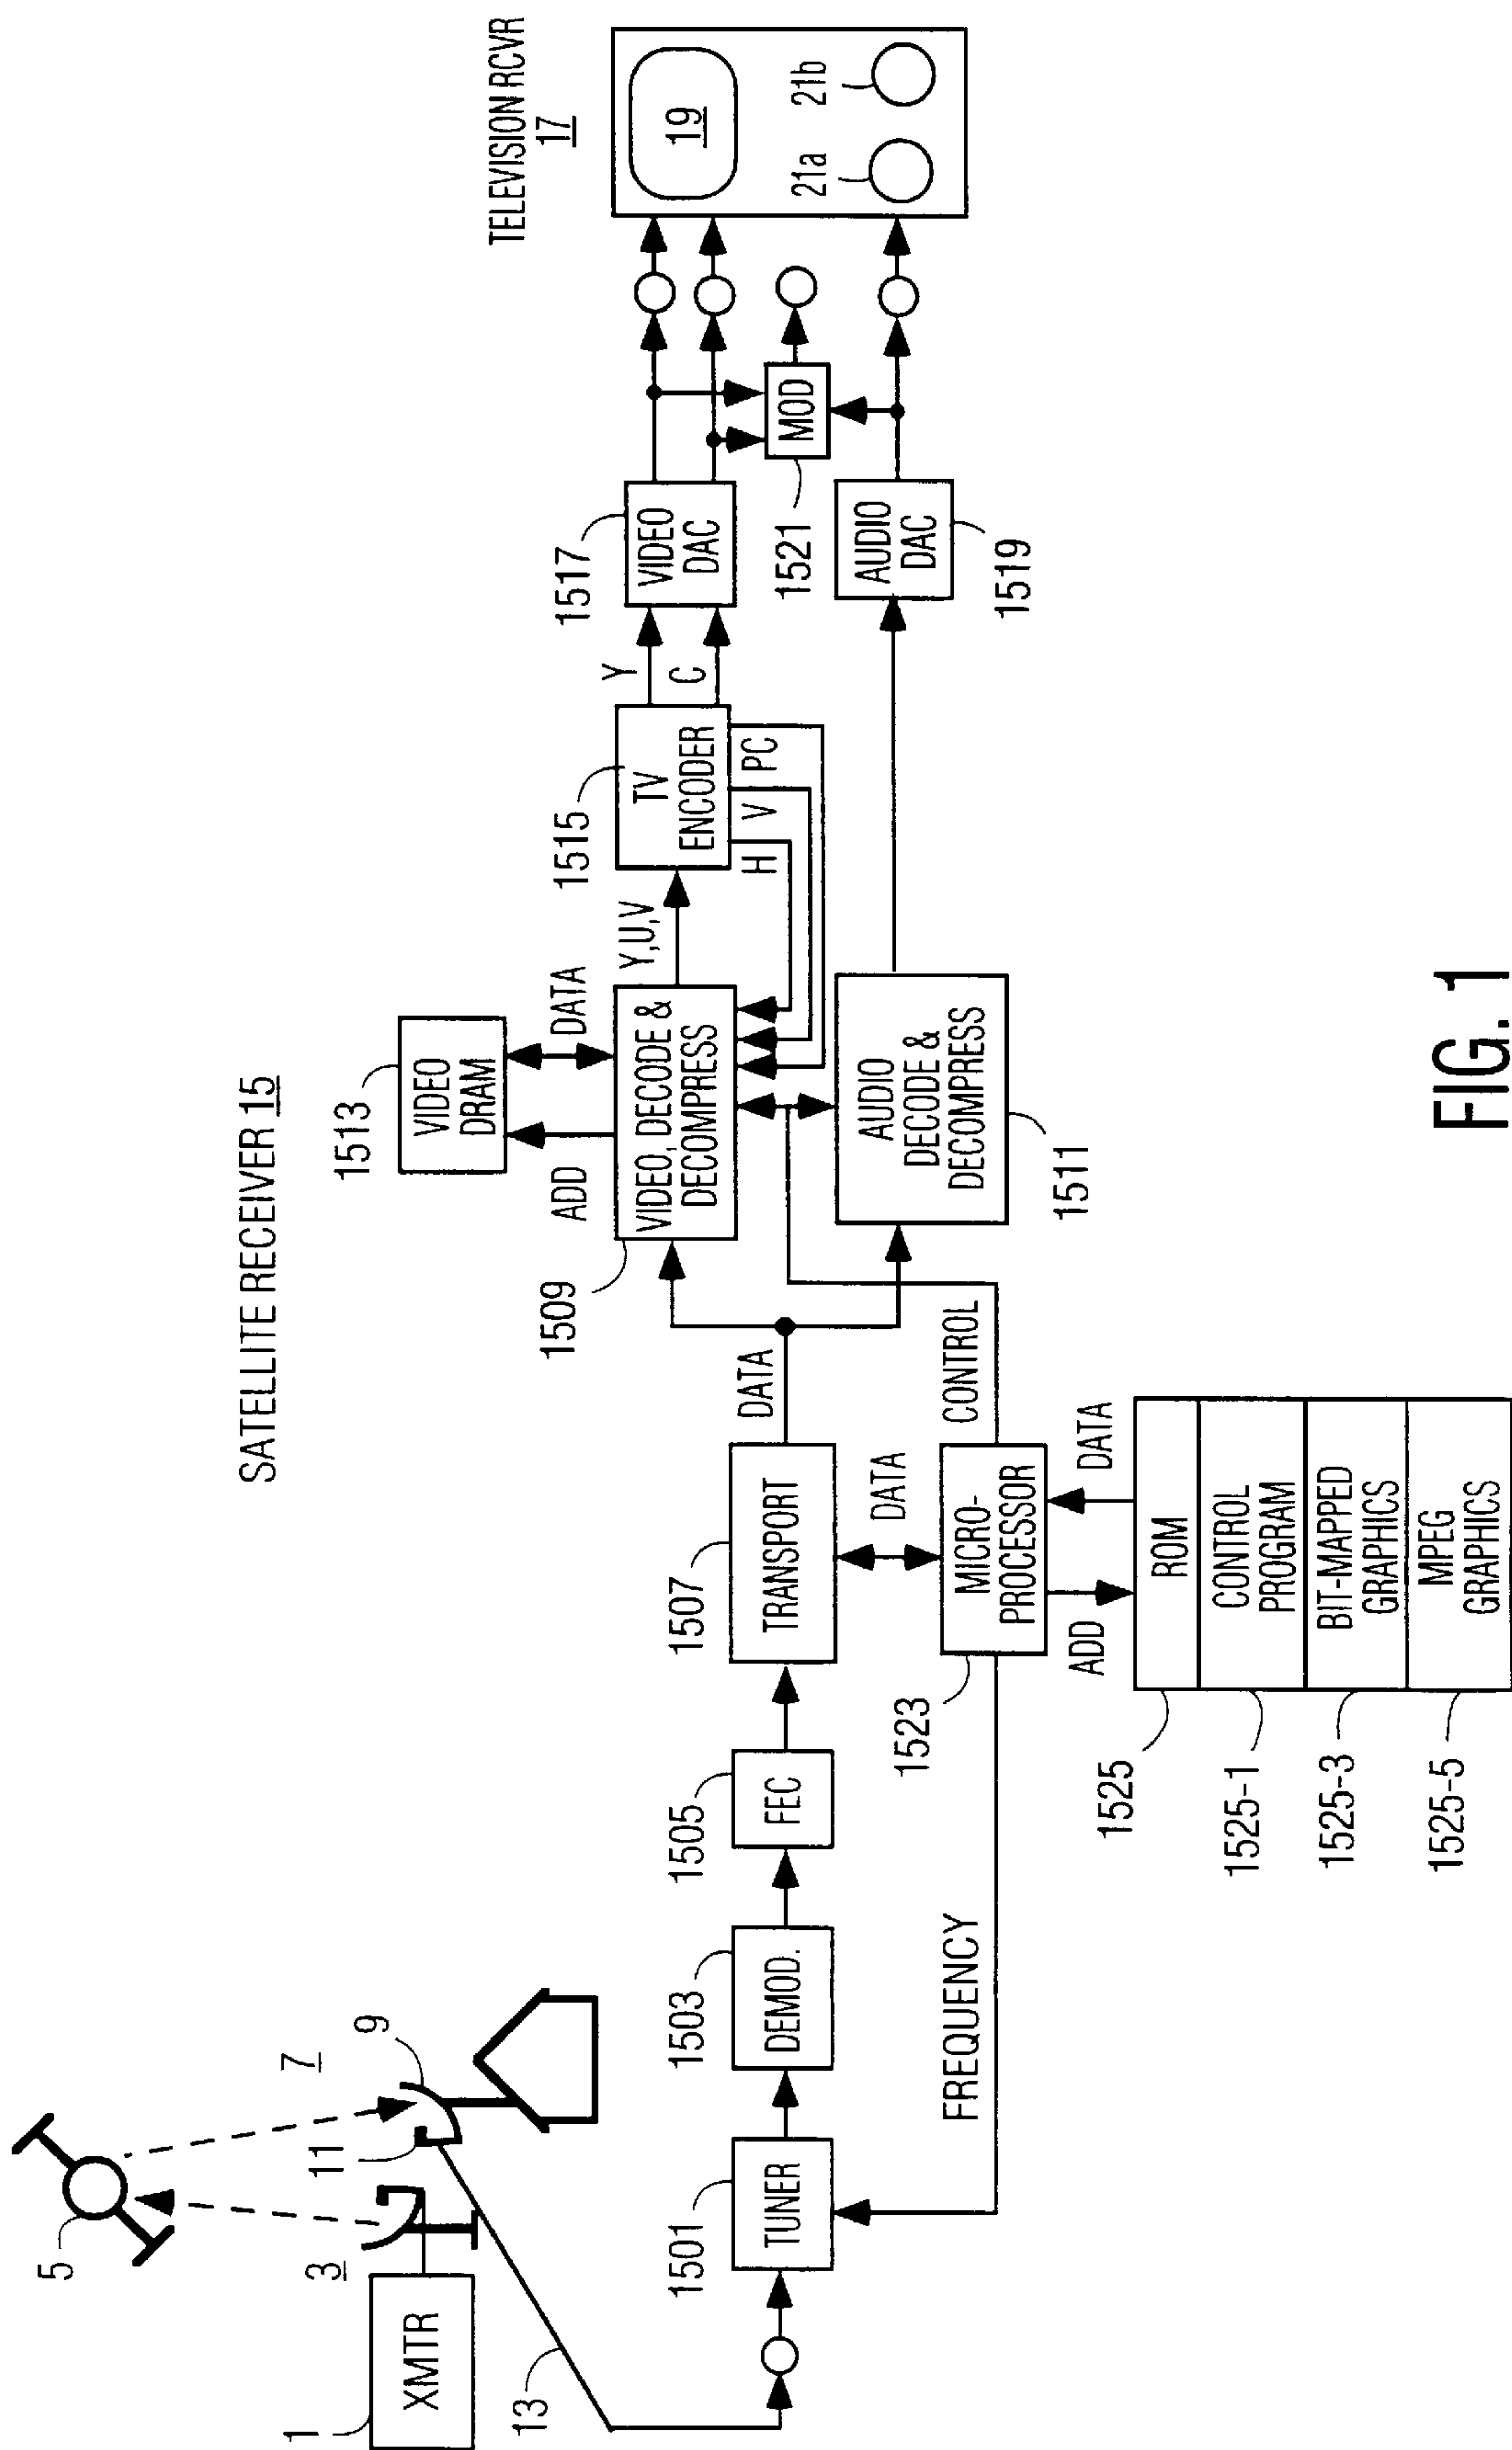 SATELLITE RECEIVER 15
TELEVISION RCVR
17
19
21a
21b
5
3
7
9
11
13
1
XMTR
1501
TUNER
1503
DEMOD.
1505
FEC
1507
TRANSPORT
DATA
FREQUENCY
1523
MICRO-
PROCESSOR
DATA
CONTROL
ADD
DATA
1525
ROM
1525-1
CONTROL
PROGRAM
1525-3
BIT-MAPPED
GRAPHICS
1525-5
MPEG
GRAPHICS
1509
VIDEO, DECODE &
DECOMPRESS
1513
VIDEO
DRAM
ADD
DATA
1511
AUDIO
DECODE &
DECOMPRESS
Y,U,V
1515
TV
ENCODER
H
V
PC
Y
C
1517
VIDEO
DAC
1521
MOD
1519
AUDIO
DAC
FIG. 1